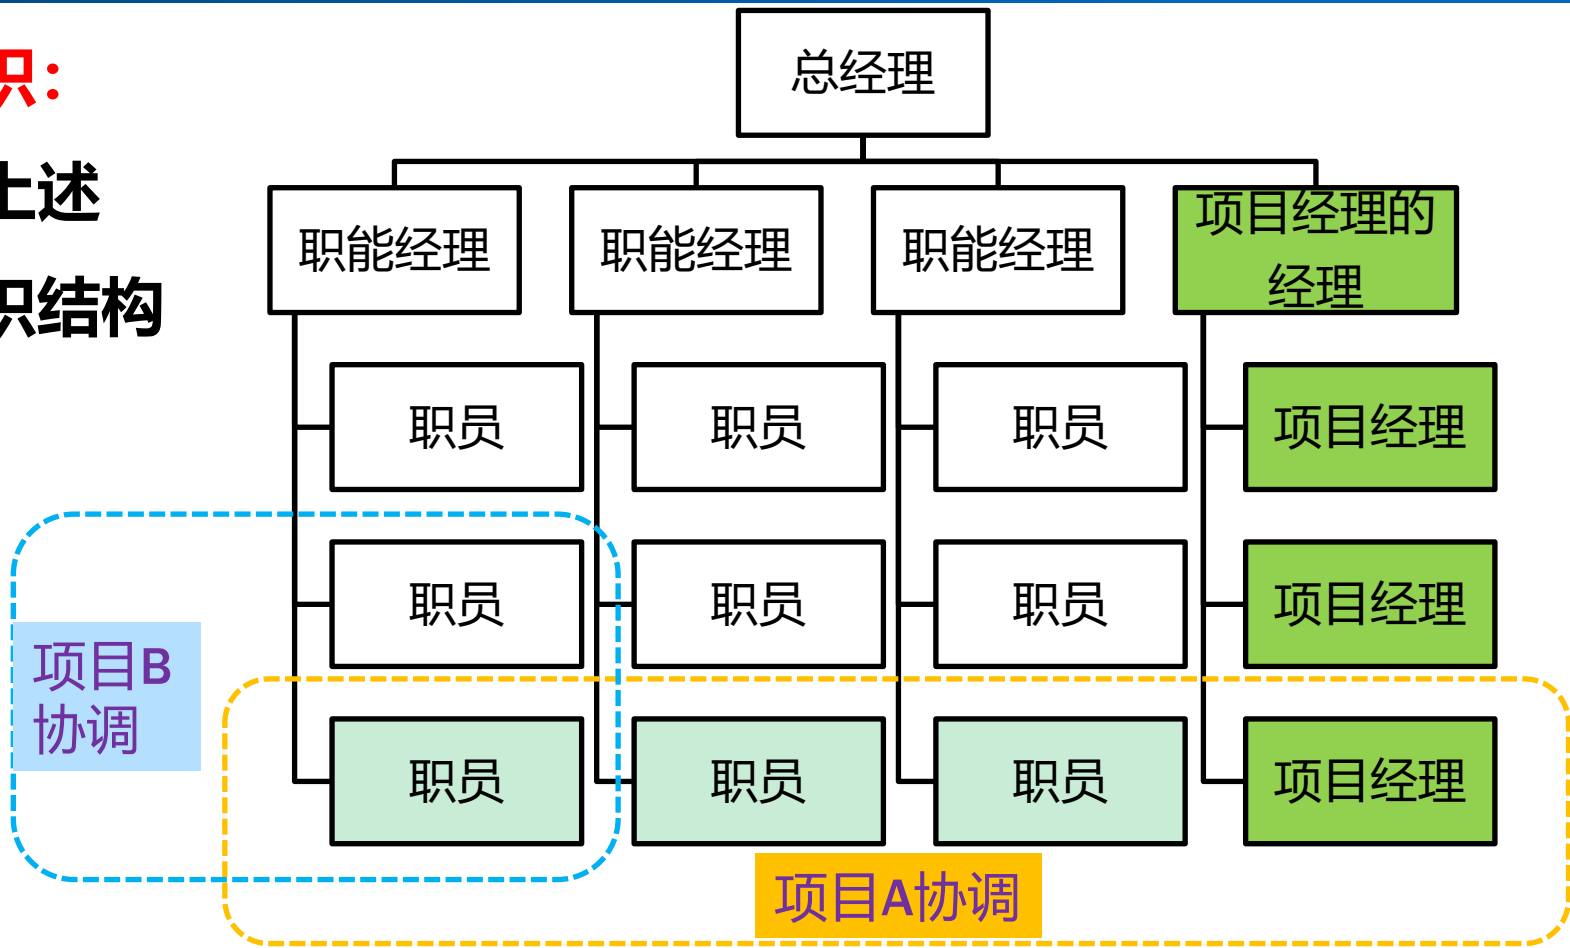 总经理
识：
上述
织结构
职能经理
职能经理
职能经理
项目经理的
经理
职员
职员
职员
项目经理
职员
职员
职员
项目经理
项目B
协调
职员
职员
职员
项目经理
项目A协调